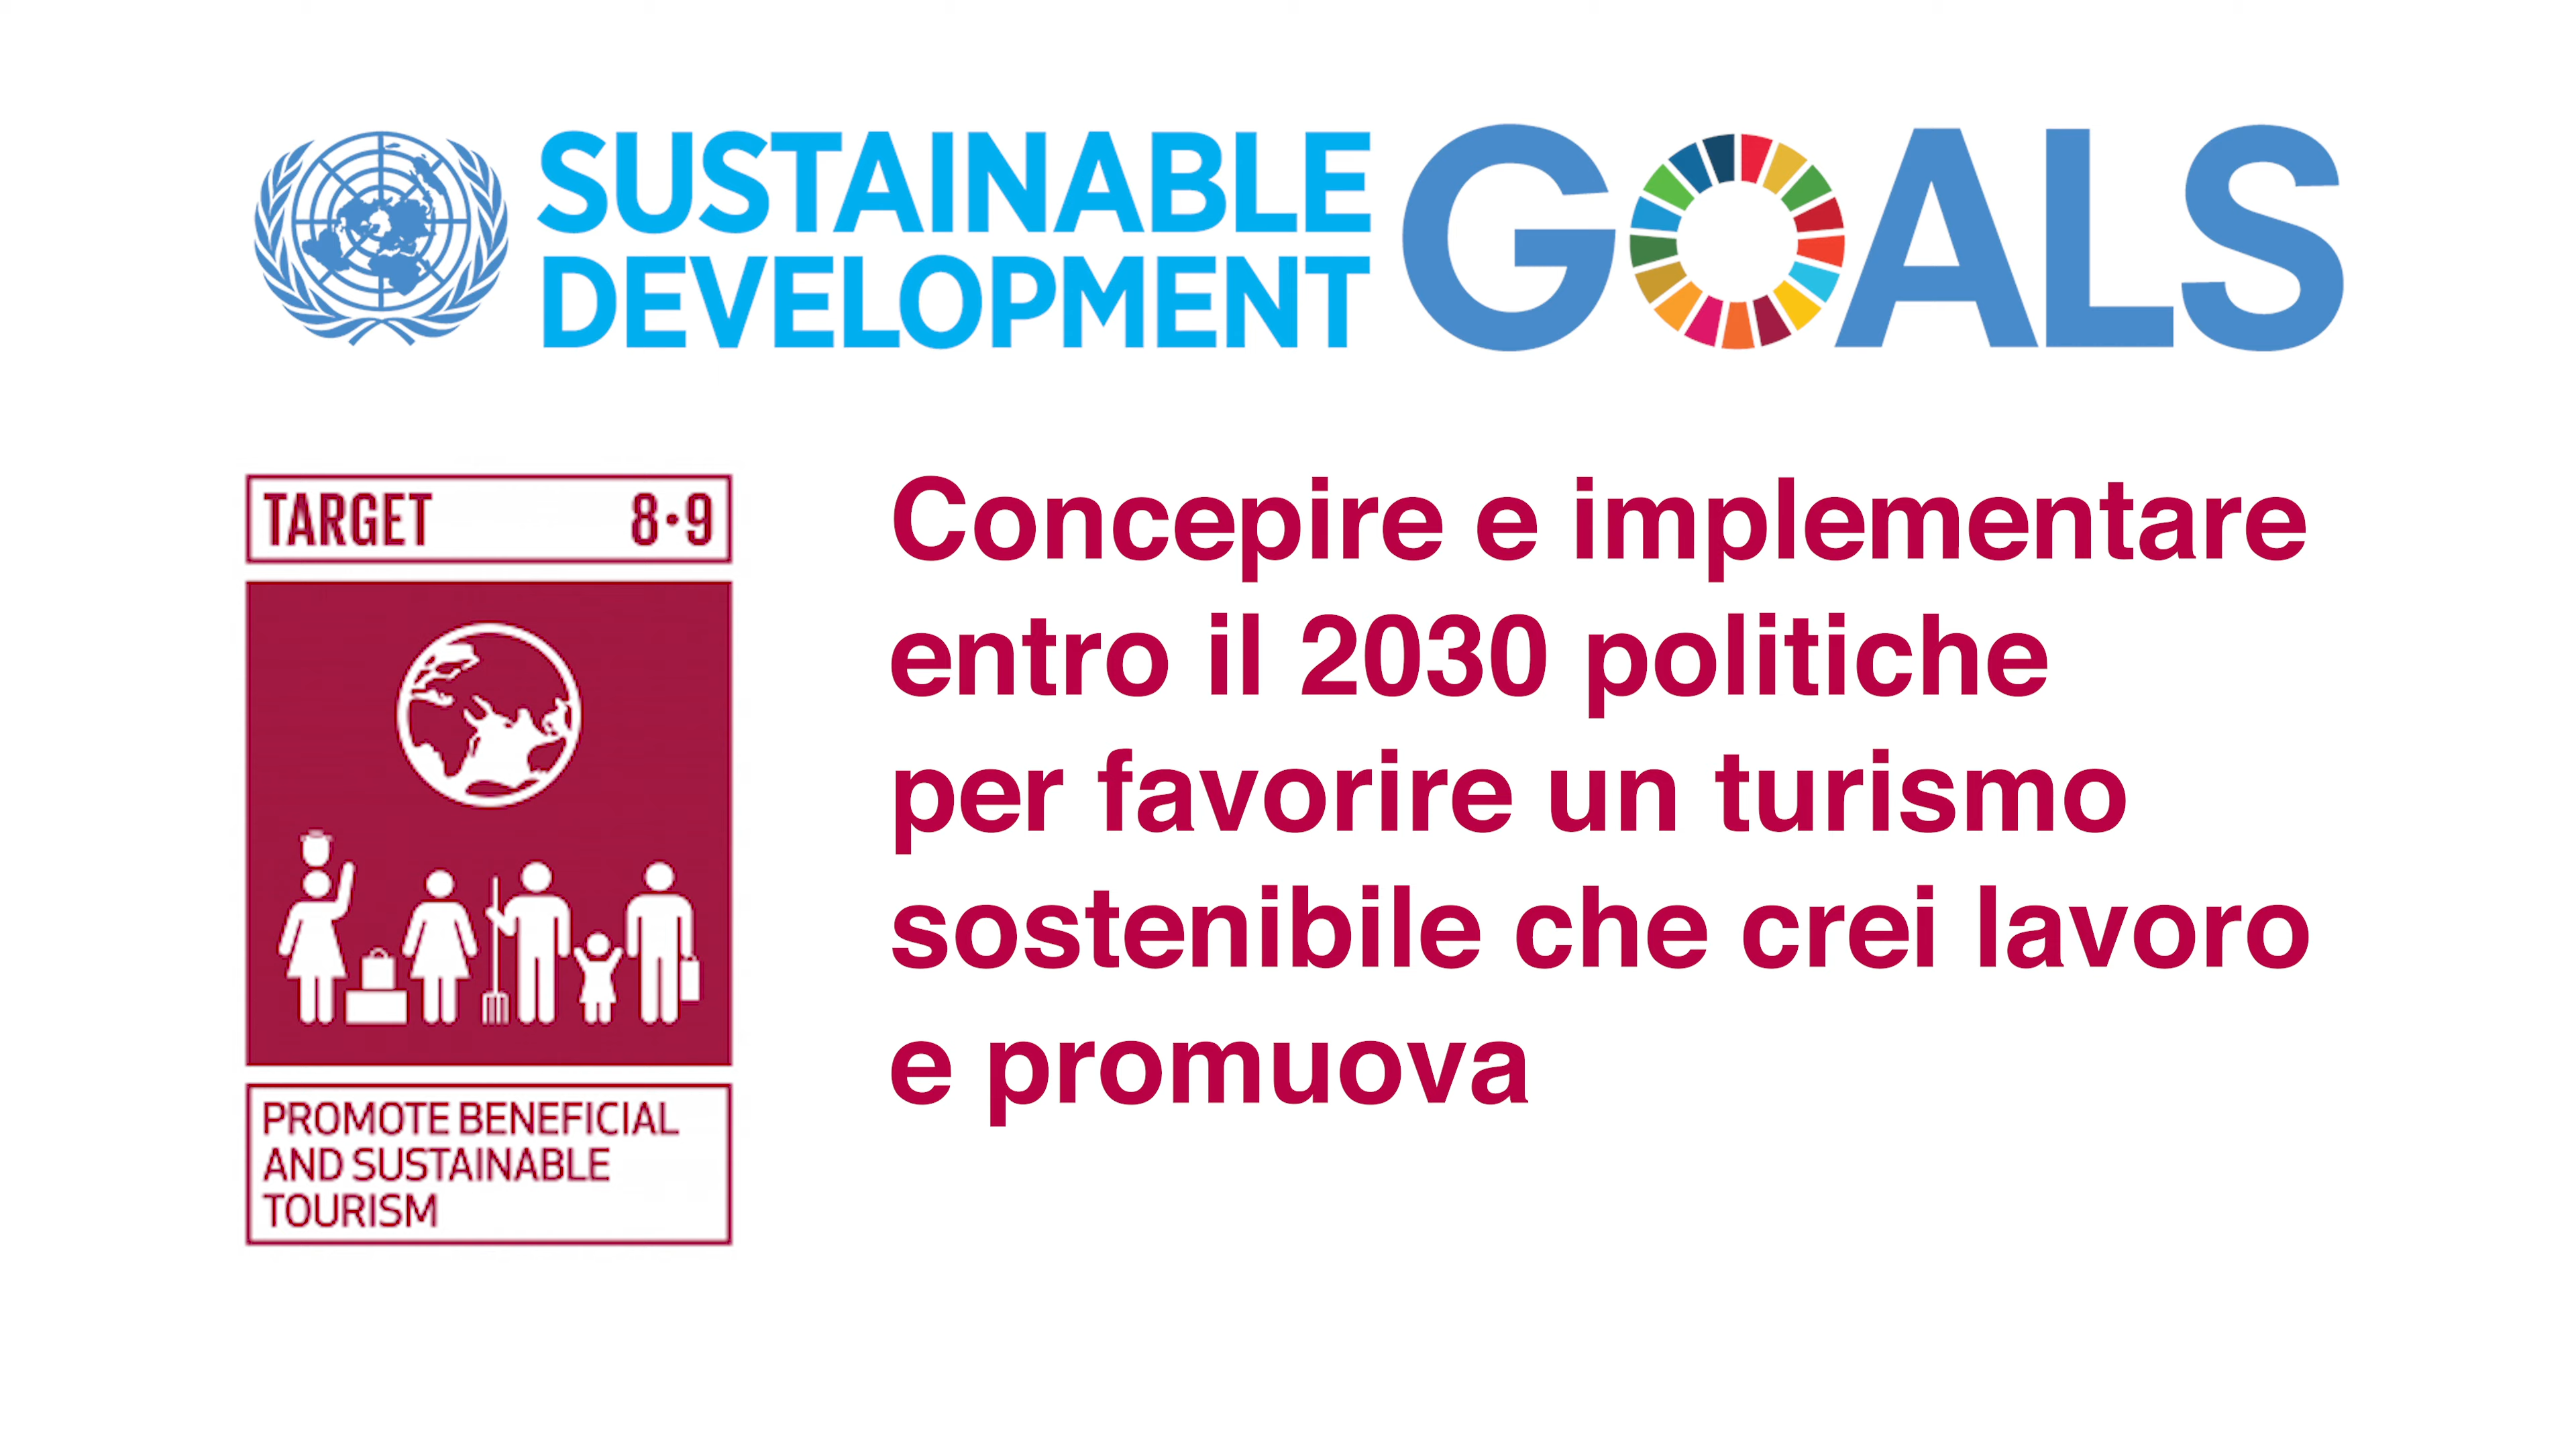 SUSTAINABLE
DEVELOPMENT
GOALS
TARGET 8•9
PROMOTE BENEFICIAL
AND SUSTAINABLE
TOURISM
Concepire e implementare
entro il 2030 politiche
per favorire un turismo
sostenibile che crei lavoro
e promuova